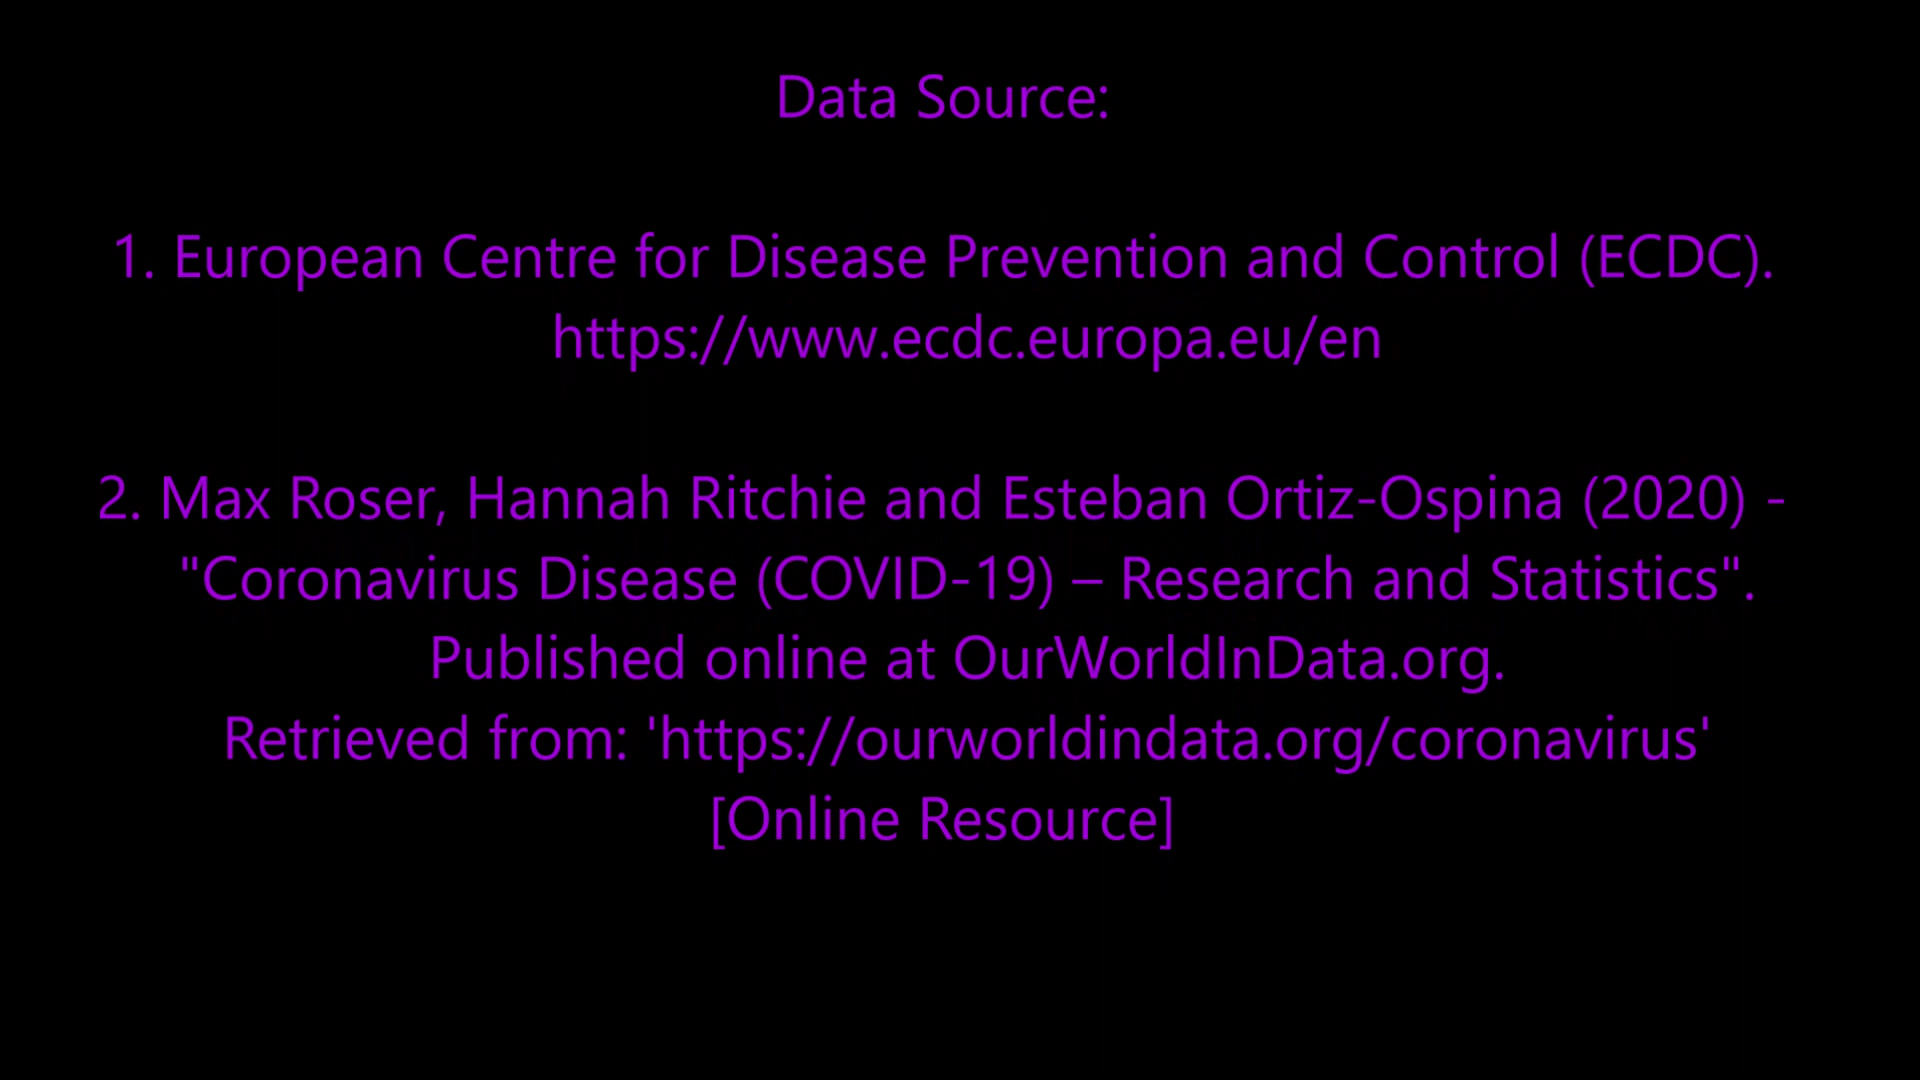 Data Source:
1. European Centre for Disease Prevention and Control (ECDC).
https://www.ecdc.europa.eu/en
2. Max Roser, Hannah Ritchie and Esteban Ortiz-Ospina (2020) -
"Coronavirus Disease (COVID-19) – Research and Statistics".
Published online at OurWorldInData.org.
Retrieved from: 'https://ourworldindata.org/coronavirus'
[Online Resource]